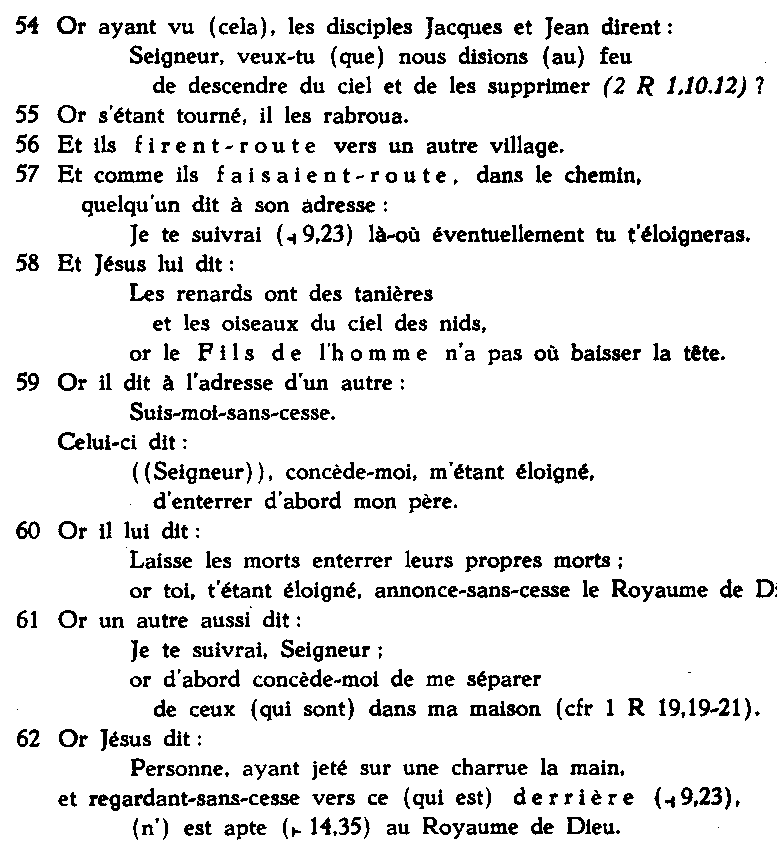 54 Or ayant vu (cela), les disciples Jacques et Jean dirent :
Seigneur, veux-tu (que) nous disions (au) feu
de descendre du ciel et de les supprimer (2 R 1,10.12) ?
55 Or s'étant tourné, il les rabroua.
56 Et ils firent-route vers un autre village.
57 Et comme ils faisaient-route, dans le chemin,
quelqu'un dit à son adresse :
Je te suivrai (⊣ 9,23) là-où éventuellement tu t'éloigneras.
58 Et Jésus lui dit :
Les renards ont des tanières
et les oiseaux du ciel des nids,
or le Fils de l'homme n'a pas où baisser la tête.
59 Or il dit à l'adresse d'un autre :
Suis-moi-sans-cesse.
Celui-ci dit :
((Seigneur)), concède-moi, m'étant éloigné,
d'enterrer d'abord mon père.
60 Or il lui dit :
Laisse les morts enterrer leurs propres morts ;
or toi, t'étant éloigné, annonce-sans-cesse le Royaume de Di
61 Or un autre aussi dit :
Je te suivrai, Seigneur ;
or d'abord concède-moi de me séparer
de ceux (qui sont) dans ma maison (cfr 1 R 19,19-21).
62 Or Jésus dit :
Personne, ayant jeté sur une charrue la main,
et regardant-sans-cesse vers ce (qui est) derrière (⊣ 9,23),
(n') est apte (⊢ 14,35) au Royaume de Dieu.